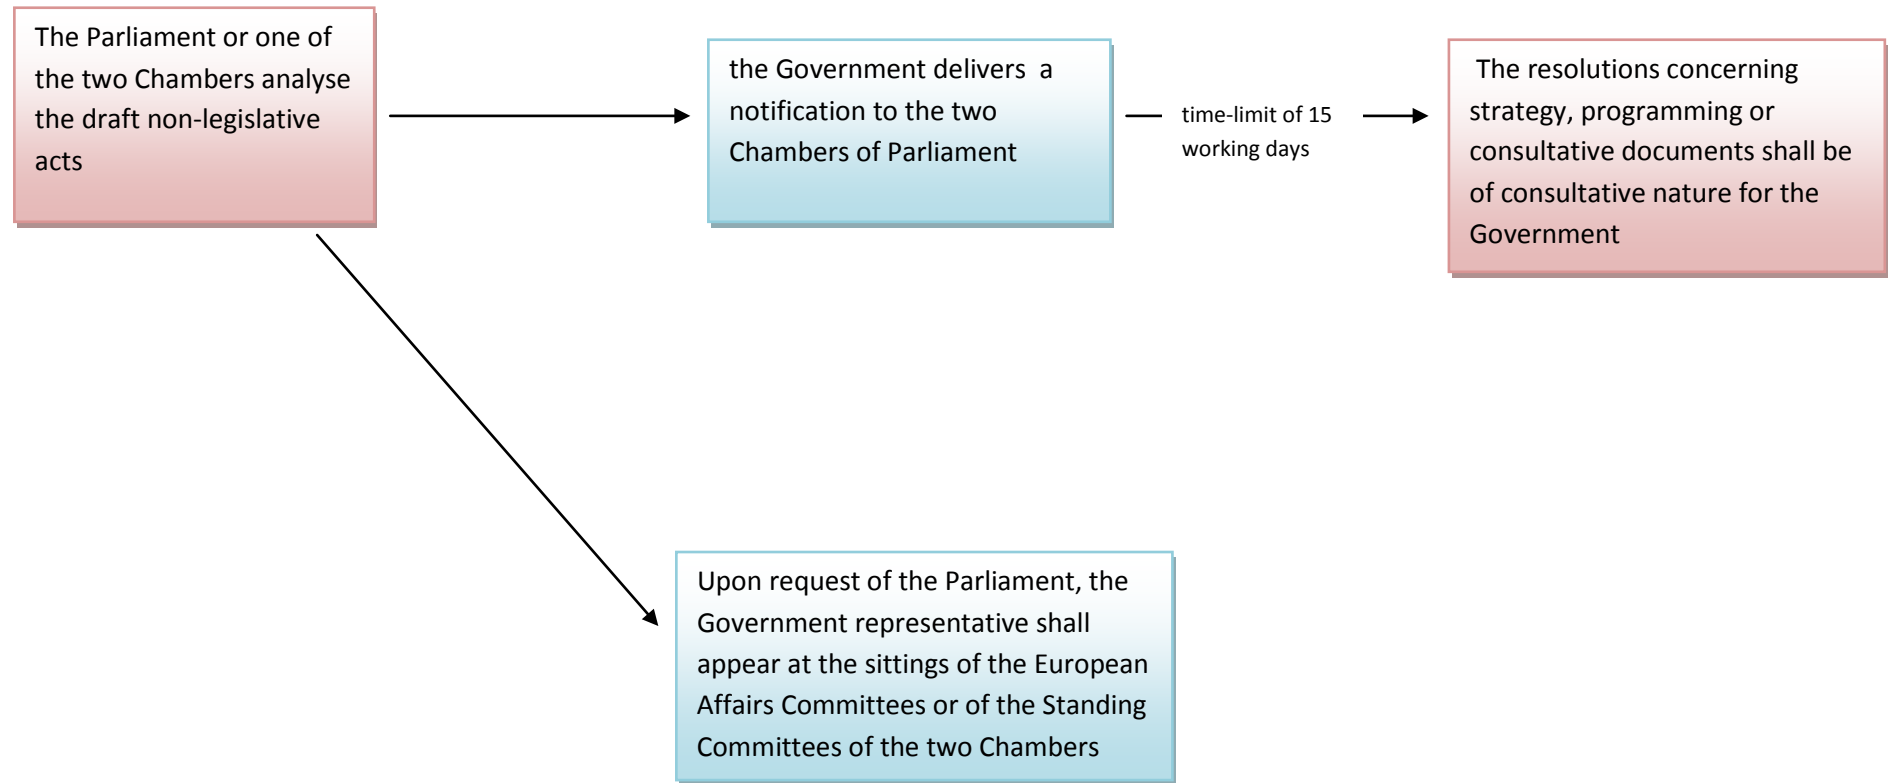 The Parliament or one of
the two Chambers analyse
the draft non-legislative
acts
the Government delivers a
notification to the two
Chambers of Parliament
time-limit of 15
working days
The resolutions concerning
strategy, programming or
consultative documents shall be
of consultative nature for the
Government
Upon request of the Parliament, the
Government representative shall
appear at the sittings of the European
Affairs Committees or of the Standing
Committees of the two Chambers